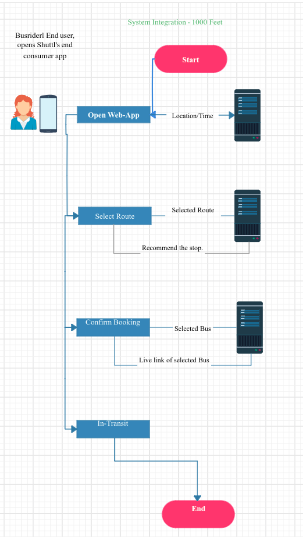 System Integration - 1000 Feet
Busriderl End user,
opens Shuttl's end
consumer app
Start
Open Web-App
Location/Time
Select Route
Selected Route
Recommend the stop.
Confirm Booking
Selected Bus
Live link of selected Bus
In-Transit
End